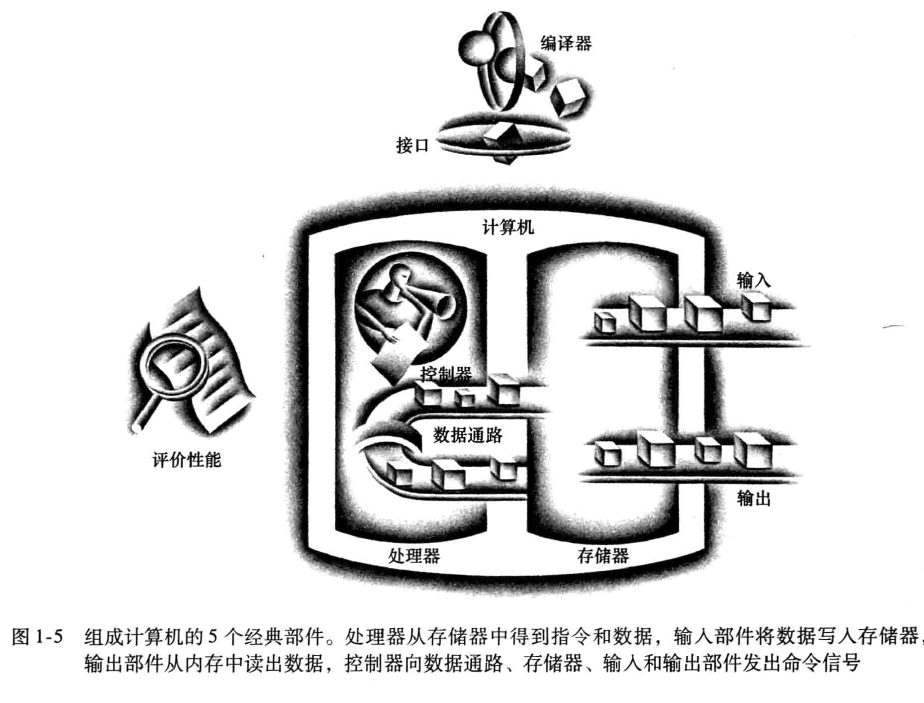 编译器
接口
计算机
输入
控制器
数据通路
评价性能
输出
处理器
存储器
图 1-5 组成计算机的 5 个经典部件。处理器从存储器中得到指令和数据，输入部件将数据写入存储器，
输出部件从内存中读出数据，控制器向数据通路、存储器、输入和输出部件发出命令信号